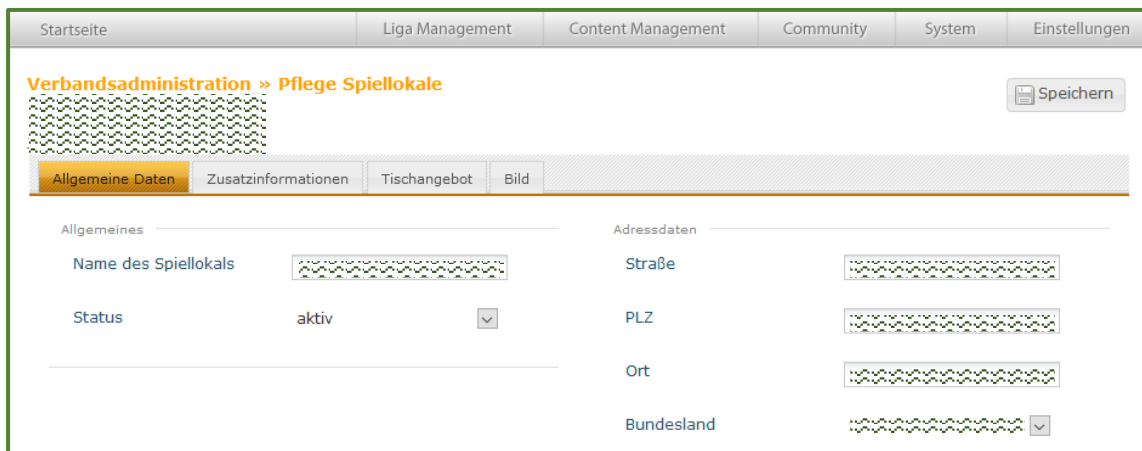 Startseite Liga Management Content Management Community System Einstellungen
Verbandsadministration » Pflege Spiellokale
Speichern
Allgemeine Daten Zusatzinformationen Tischangebot Bild
Allgemeines Adressdaten
Name des Spiellokals Straße
Status aktiv PLZ
Ort
Bundesland